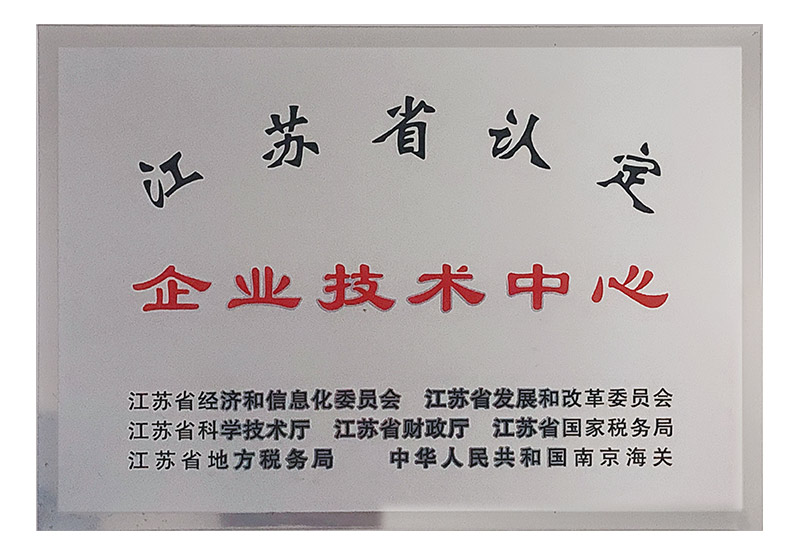 江苏省认定
企业技术中心
江苏省经济和信息化委员会 江苏省发展和改革委员会
江苏省科学技术厅 江苏省财政厅 江苏省国家税务局
江苏省地方税务局 中华人民共和国南京海关